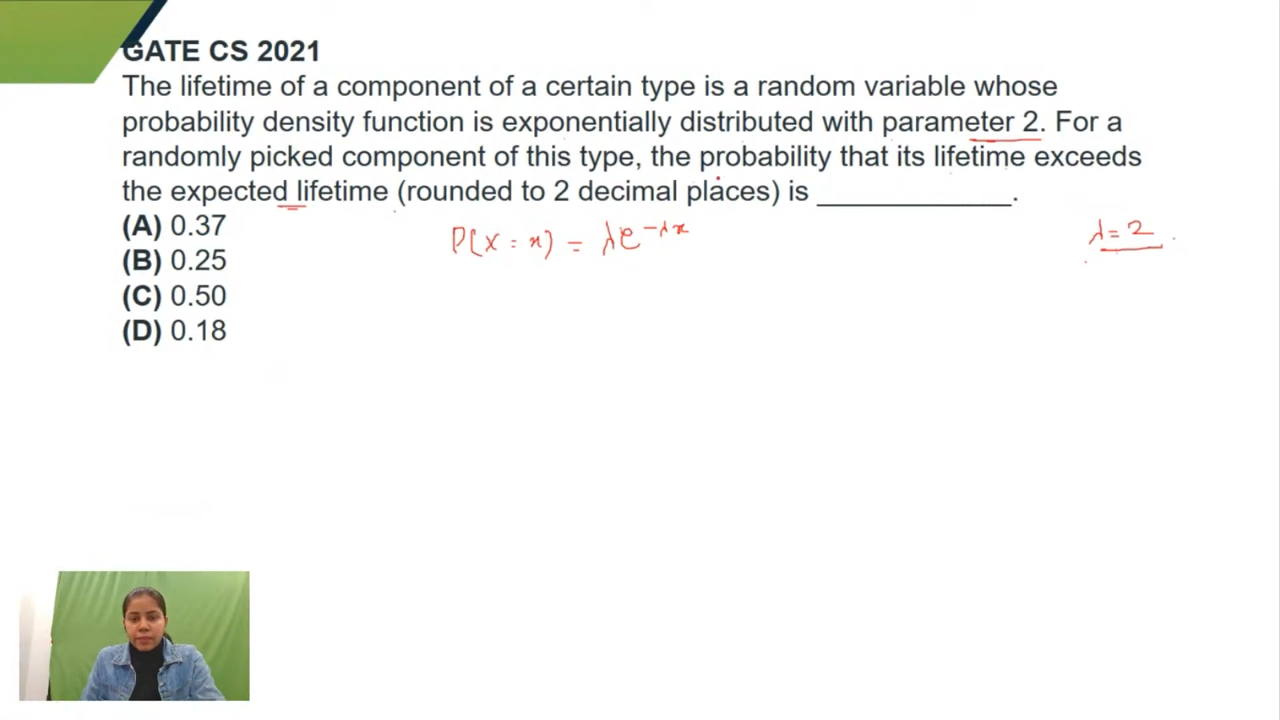 GATE CS 2021
The lifetime of a component of a certain type is a random variable whose
probability density function is exponentially distributed with parameter 2. For a
randomly picked component of this type, the probability that its lifetime exceeds
the expected lifetime (rounded to 2 decimal places) is _____________.
(A) 0.37
P(X = x) = λe^{-λx}
λ = 2
(B) 0.25
(C) 0.50
(D) 0.18